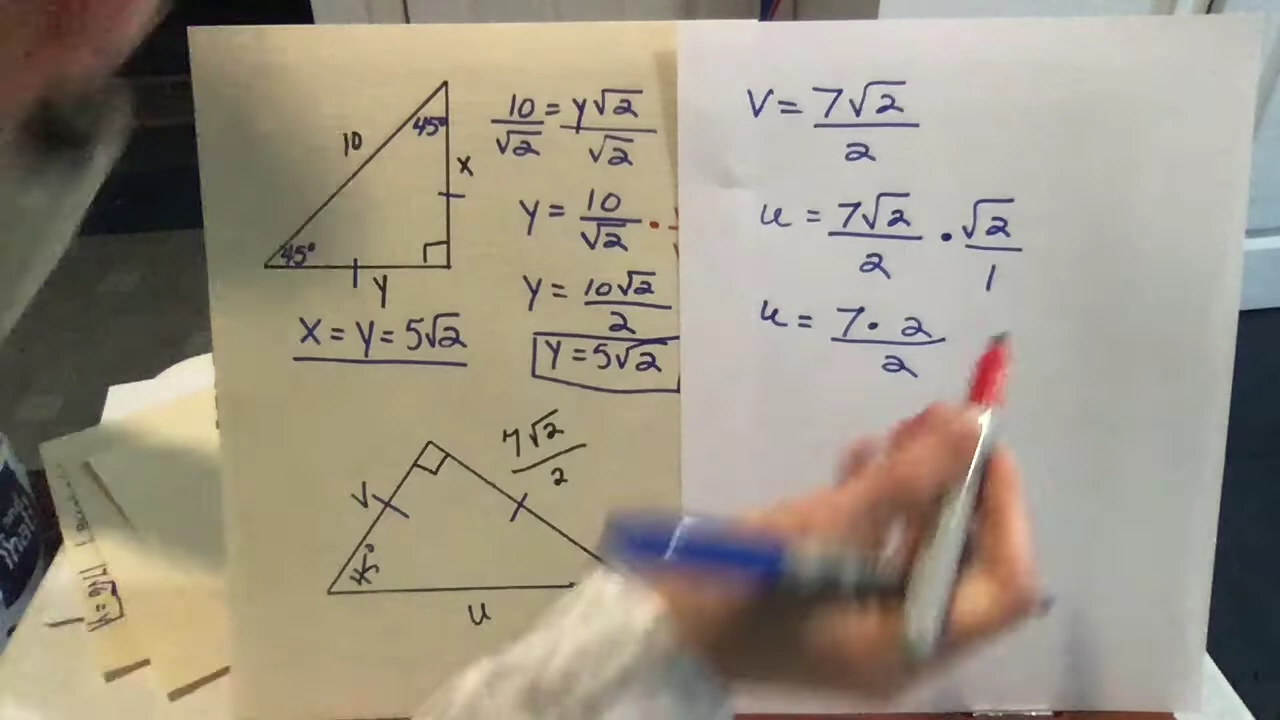 10
45°
x
45°
y
10/√2 = y√2/√2
y = 10/√2 ·
y = 10√2/2
y = 5√2
x = y = 5√2
7√2/2
v
45°
u
v = 7√2/2
u = 7√2/2 · √2/1
u = 7·2/2